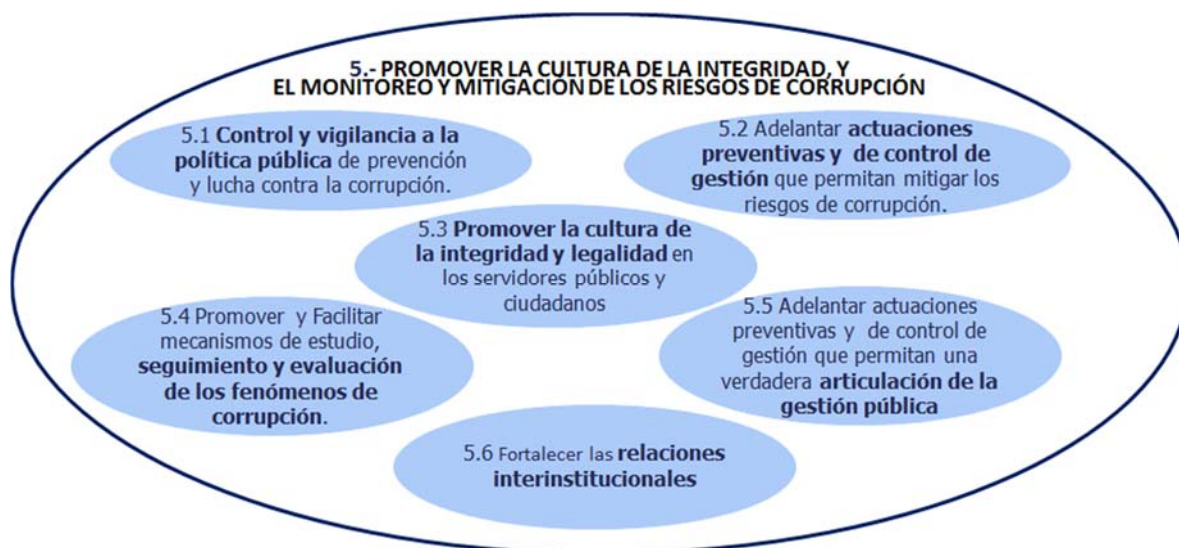 5.- PROMOVER LA CULTURA DE LA INTEGRIDAD, Y
EL MONITOREO Y MITIGACION DE LOS RIESGOS DE CORRUPCIÓN
5.1 Control y vigilancia a la
política pública de prevención
y lucha contra la corrupción.
5.2 Adelantar actuaciones
preventivas y de control de
gestión que permitan mitigar los
riesgos de corrupción.
5.3 Promover la cultura de
la integridad y legalidad en
los servidores públicos y
ciudadanos
5.4 Promover y Facilitar
mecanismos de estudio,
seguimiento y evaluación
de los fenómenos de
corrupción.
5.5 Adelantar actuaciones
preventivas y de control de
gestión que permitan una
verdadera articulación de la
gestión pública
5.6 Fortalecer las relaciones
interinstitucionales